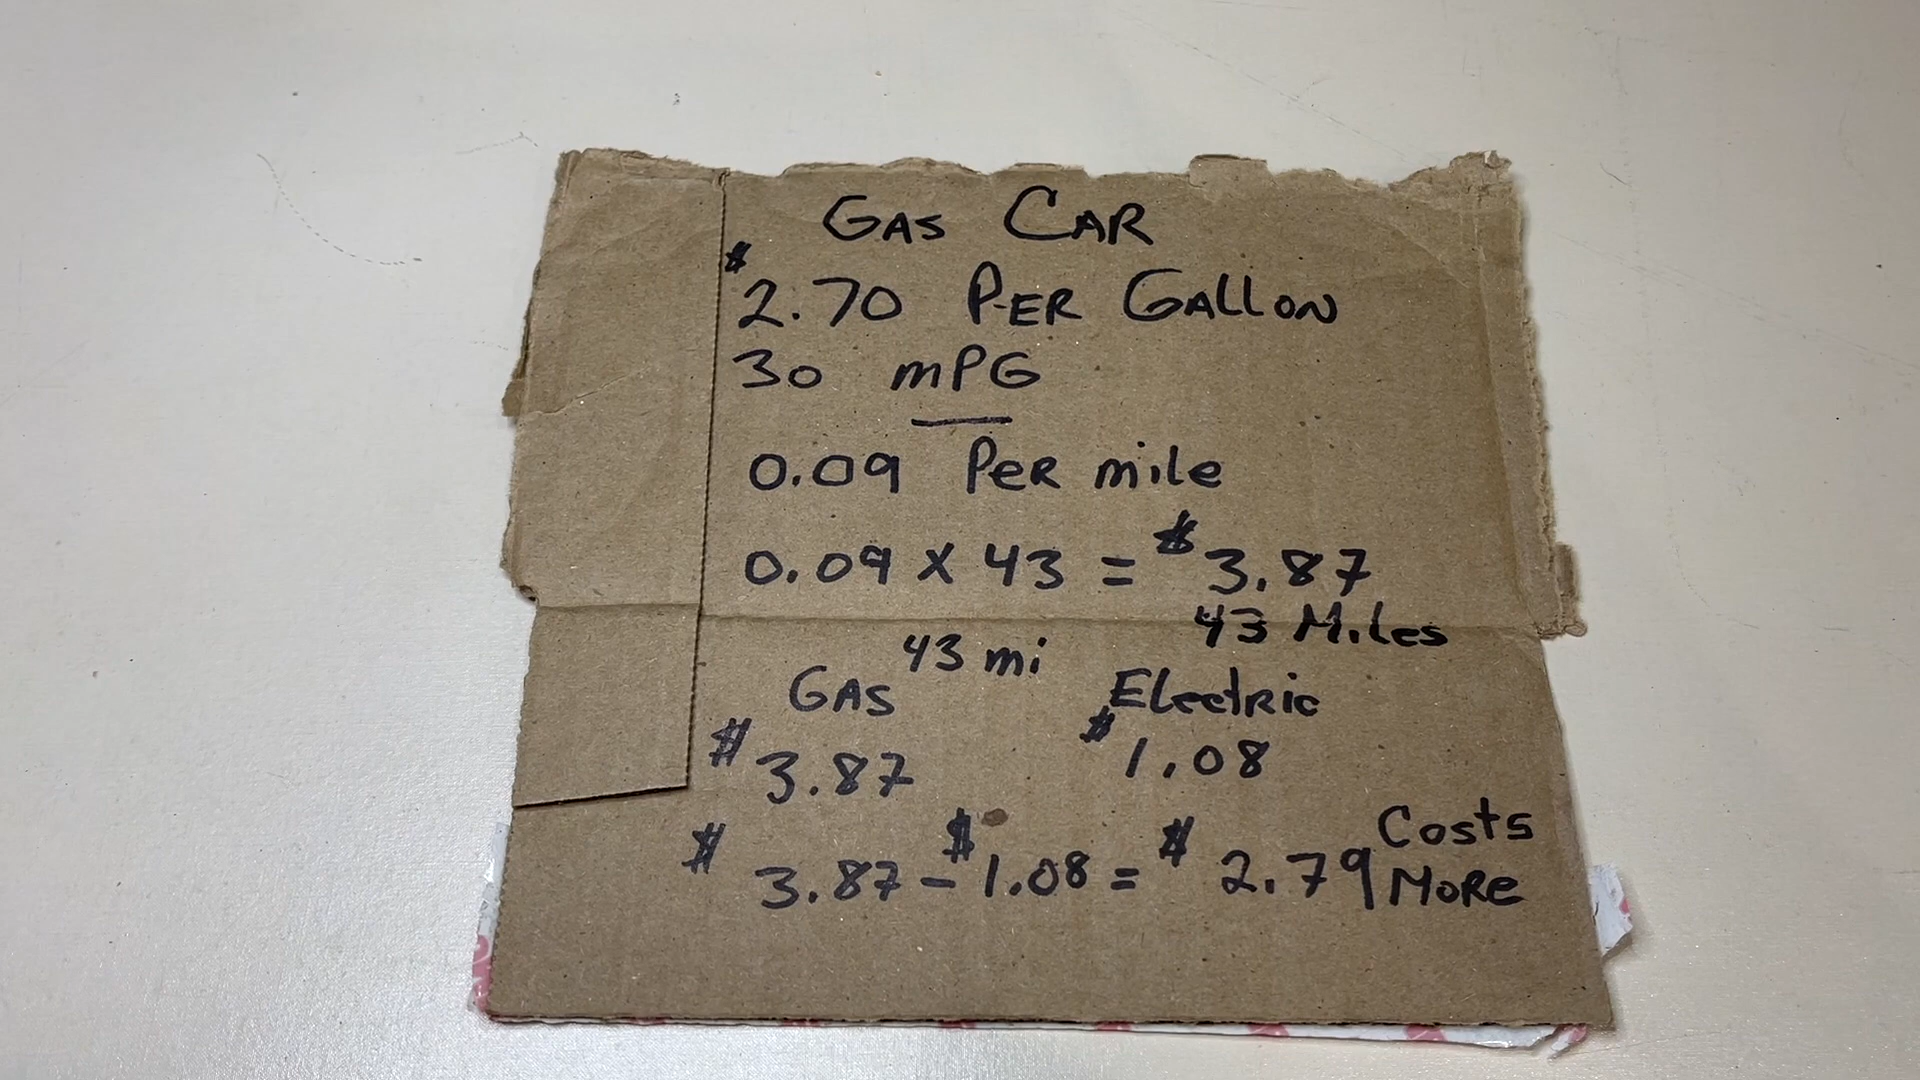 GAS CAR
$2.70 PER GALLON
30 MPG
0.09 PER mile
0.09 x 43 = $3.87
43 Miles
43 mi
GAS Electric
$3.87 $1.08
$3.87 - $1.08 = $2.79 Costs More